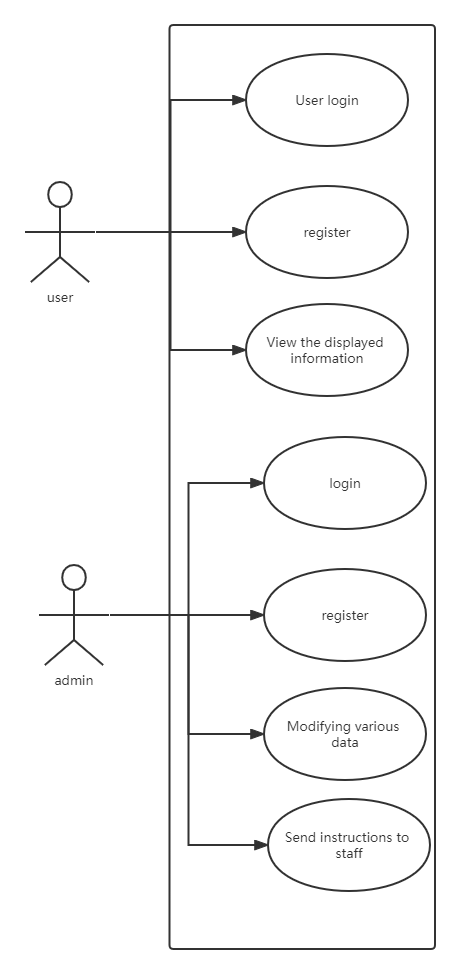 User login
register
user
View the displayed
information
login
register
admin
Modifying various
data
Send instructions to
staff